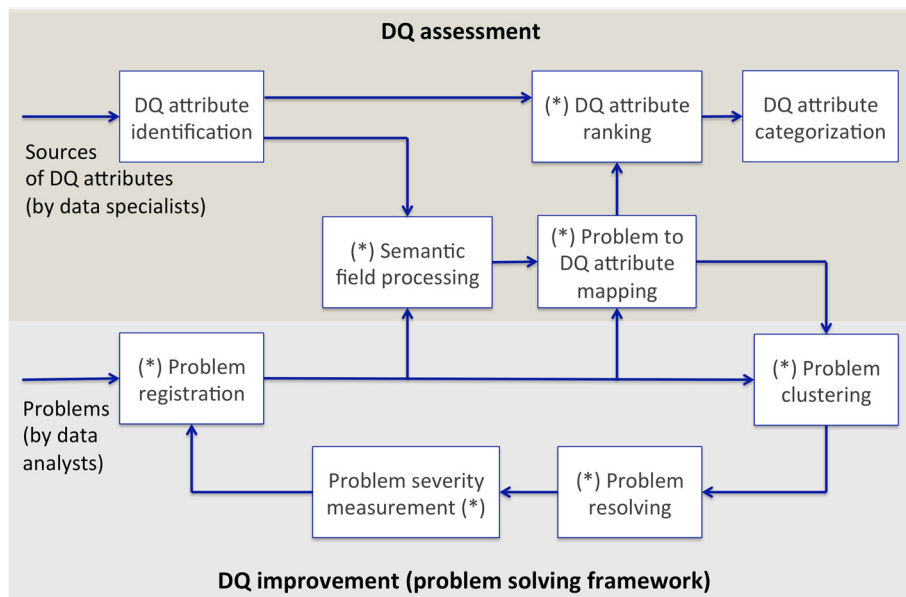 DQ assessment
DQ attribute
identification
(*) DQ attribute
ranking
DQ attribute
categorization
Sources
of DQ attributes
(by data specialists)
(*) Semantic
field processing
(*) Problem to
DQ attribute
mapping
(*) Problem
registration
(*) Problem
clustering
Problems
(by data
analysts)
Problem severity
measurement (*)
(*) Problem
resolving
DQ improvement (problem solving framework)